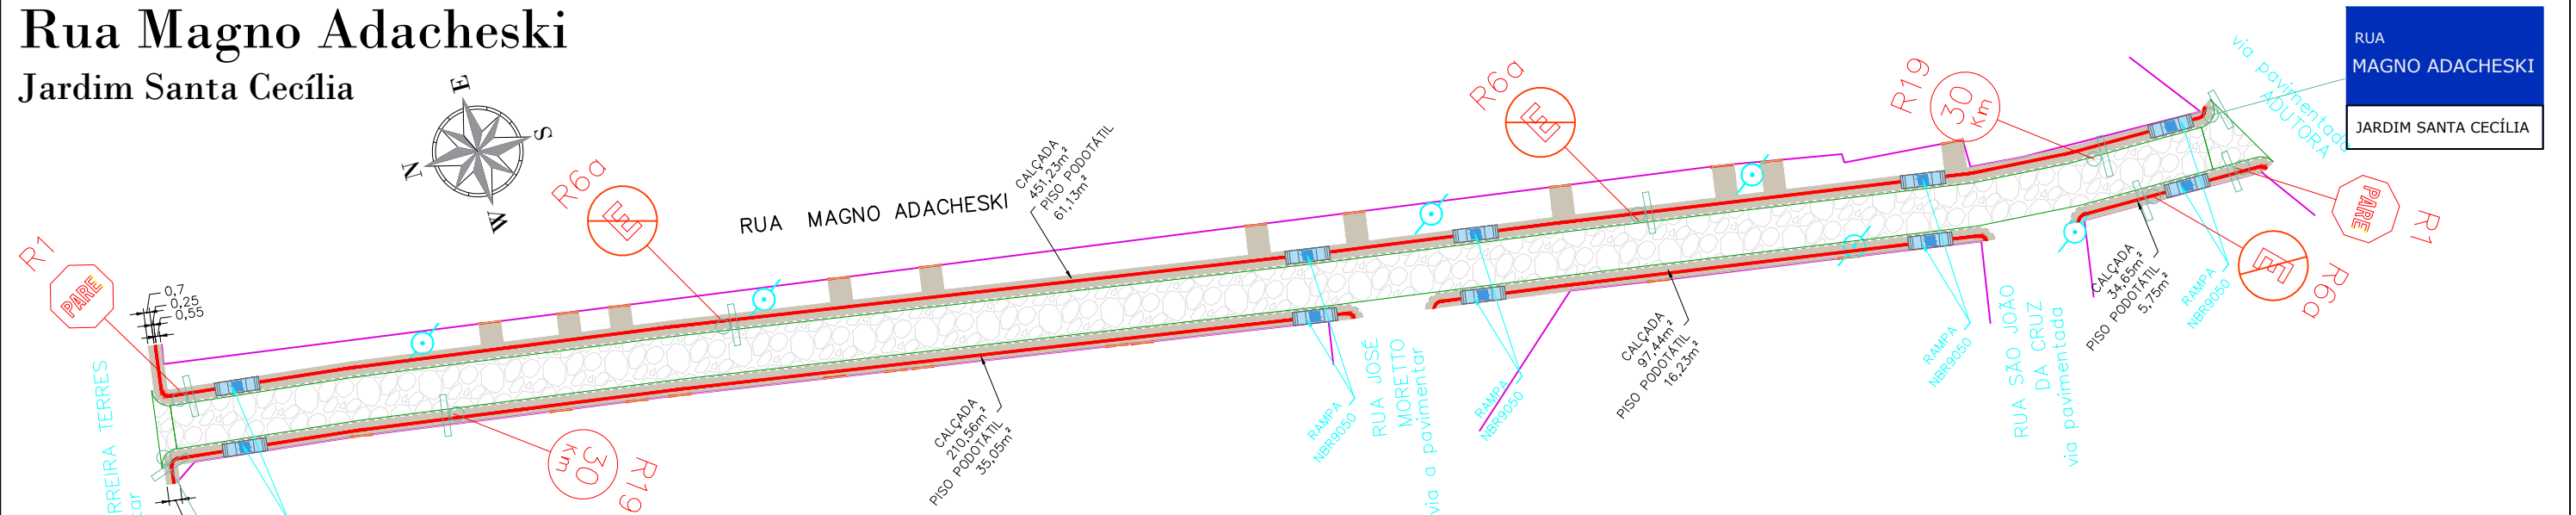 Rua Magno Adacheski
Jardim Santa Cecília
E
S
N
W
RUA
MAGNO ADACHESKI
JARDIM SANTA CECÍLIA
via pavimentada
ADUTORA
R1
PARE
0,7
0,25
0,55
R6a
E
RUA MAGNO ADACHESKI
CALÇADA
451,23m²
PISO PODOTÁTIL
61,13m²
R6a
E
R19
30
Km
PARE
R1
E
R6a
CALÇADA
34,65m²
PISO PODOTÁTIL
5,75m²
RAMPA
NBR9050
RREIRA TERRES
tar
30
Km
R19
CALÇADA
210,56m²
PISO PODOTÁTIL
35,05m²
RAMPA
NBR9050
RUA JOSÉ
MORETTO
via a pavimentar
RAMPA
NBR9050
CALÇADA
97,44m²
PISO PODOTÁTIL
16,23m²
RAMPA
NBR9050
RUA SÃO JOÃO
DA CRUZ
via pavimentada